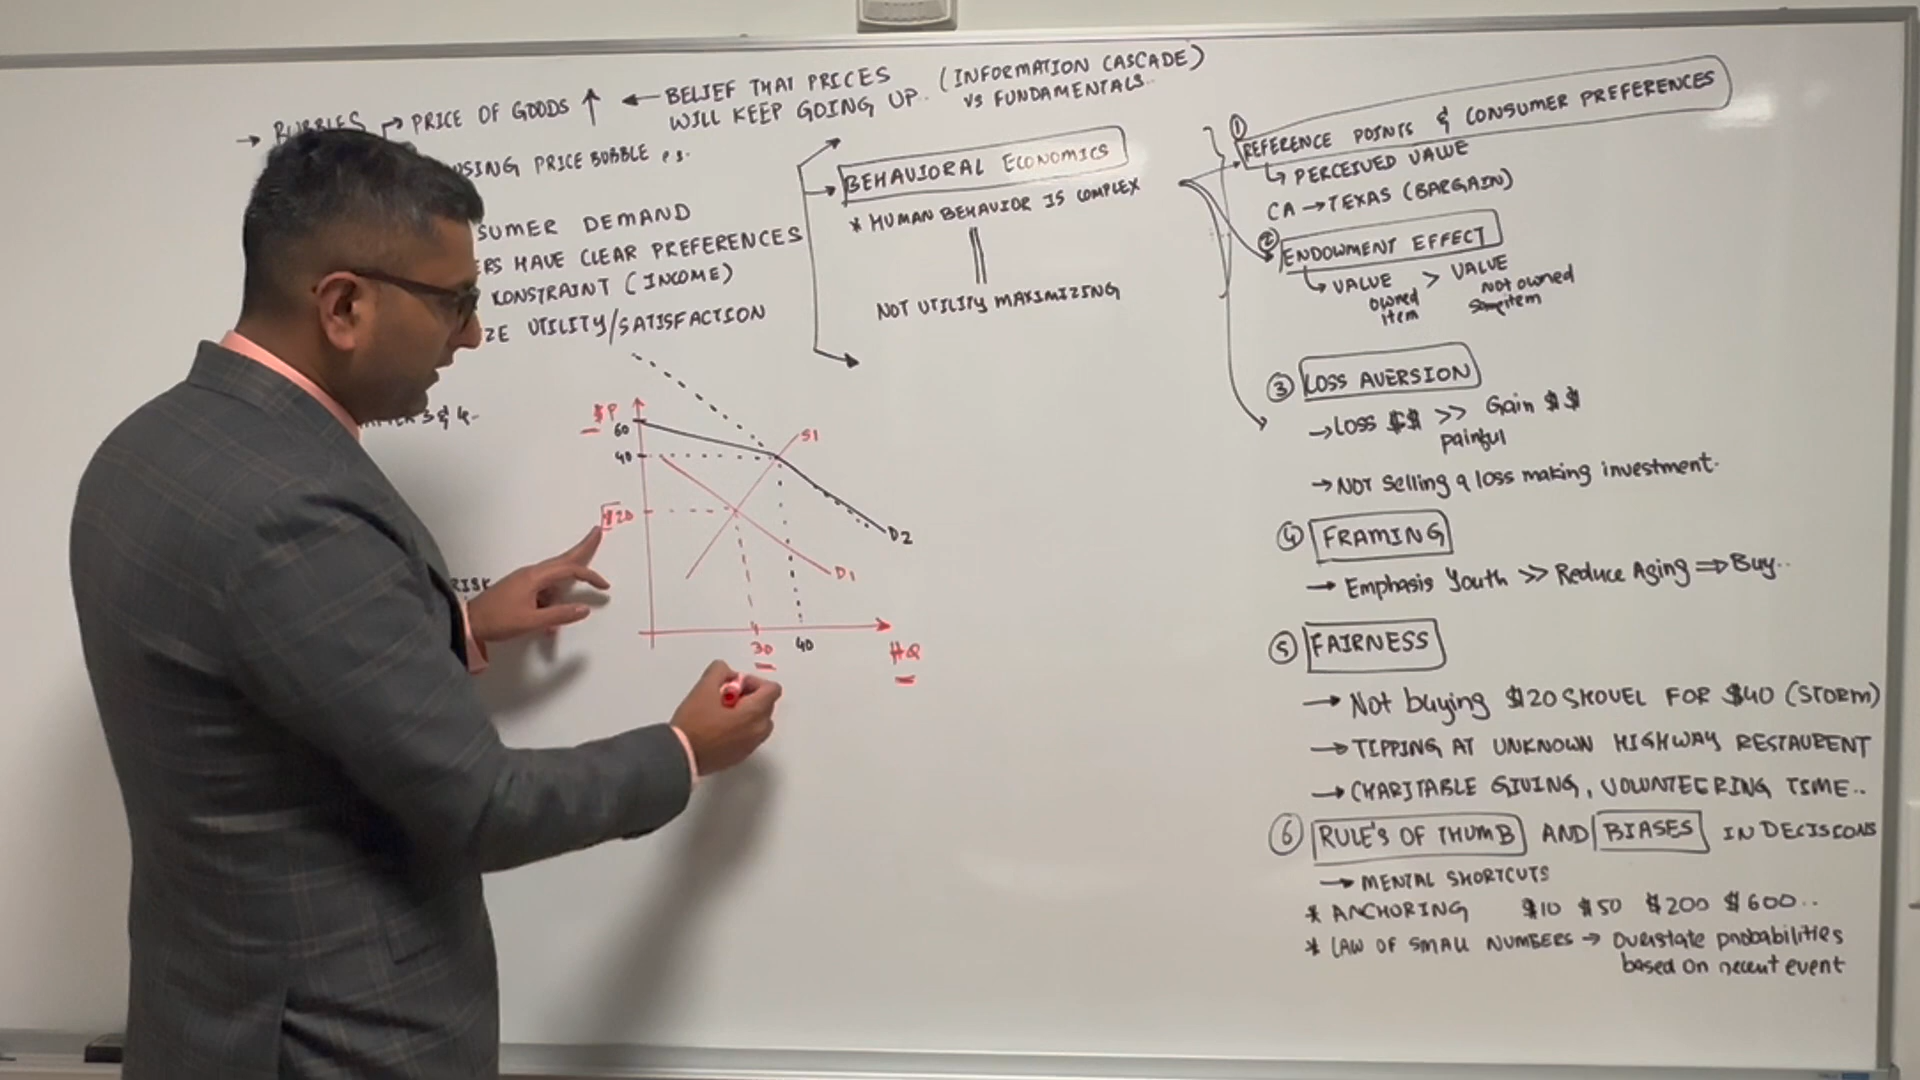 → BUBBLES → PRICE OF GOODS ↑ ← BELIEF THAT PRICES WILL KEEP GOING UP.. (INFORMATION CASCADE) VS FUNDAMENTALS..
USING PRICE BUBBLE
SUMER DEMAND
ERS HAVE CLEAR PREFERENCES
KONSTRAINT (INCOME)
ZE UTILITY/SATISFACTION
3 & 4.
RISK
BEHAVIORAL ECONOMICS
* HUMAN BEHAVIOR IS COMPLEX
NOT UTILITY MAXIMIZING
$P
60
40
$20
S1
D2
D1
30
40
HQ
① REFERENCE POINTS & CONSUMER PREFERENCES
↳ PERCEIVED VALUE
CA → TEXAS (BARGAIN)
② ENDOWMENT EFFECT
↳ VALUE > VALUE
owned item
Not owned
item
③ LOSS AVERSION
→ Loss $$ >> Gain $$
painful
→ Not Selling a loss making investment.
④ FRAMING
→ Emphasis Youth >> Reduce Aging ⇒ Buy..
⑤ FAIRNESS
→ Not buying $20 SHOVEL FOR $40 (STORM)
→ TIPPING AT UNKNOWN HIGHWAY RESTAURENT
→ CHARITABLE GIVING, VOLUNTEERING TIME..
⑥ RULE'S OF THUMB AND BIASES IN DECISIONS
→ MENTAL SHORTCUTS
* ANCHORING $10 $50 $200 $600..
* LAW OF SMALL NUMBERS → Overstate probabilities
based on recent event